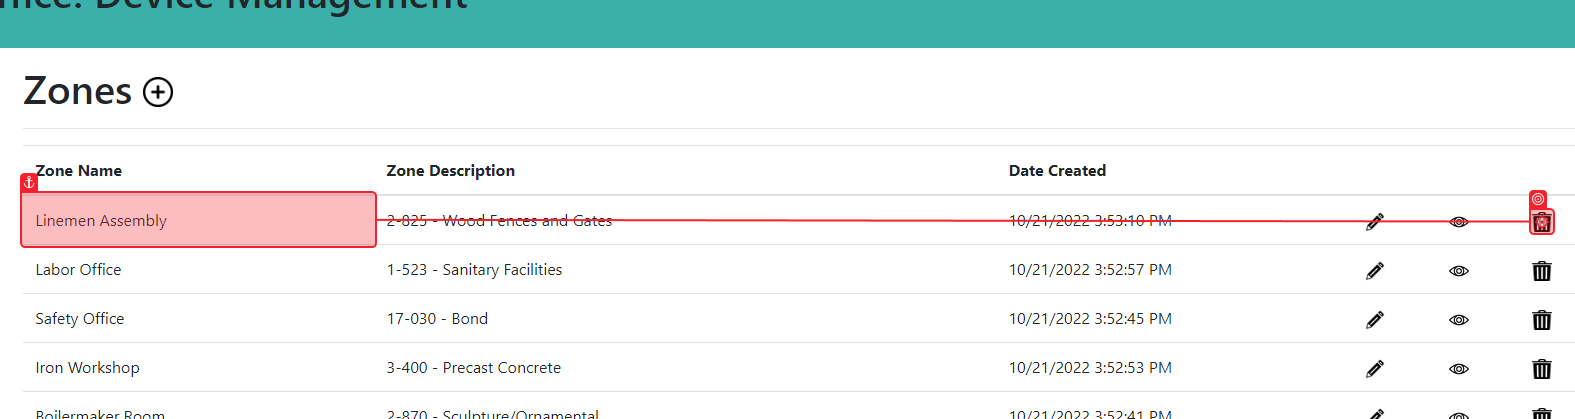 Device Management
Zones
Zone Name Zone Description Date Created
Linemen Assembly 2-825 - Wood Fences and Gates 10/21/2022 3:53:10 PM
Labor Office 1-523 - Sanitary Facilities 10/21/2022 3:52:57 PM
Safety Office 17-030 - Bond 10/21/2022 3:52:45 PM
Iron Workshop 3-400 - Precast Concrete 10/21/2022 3:52:53 PM
Boilermaker Room 2-870 - Sculpture/Ornamental 10/21/2022 3:52:41 PM